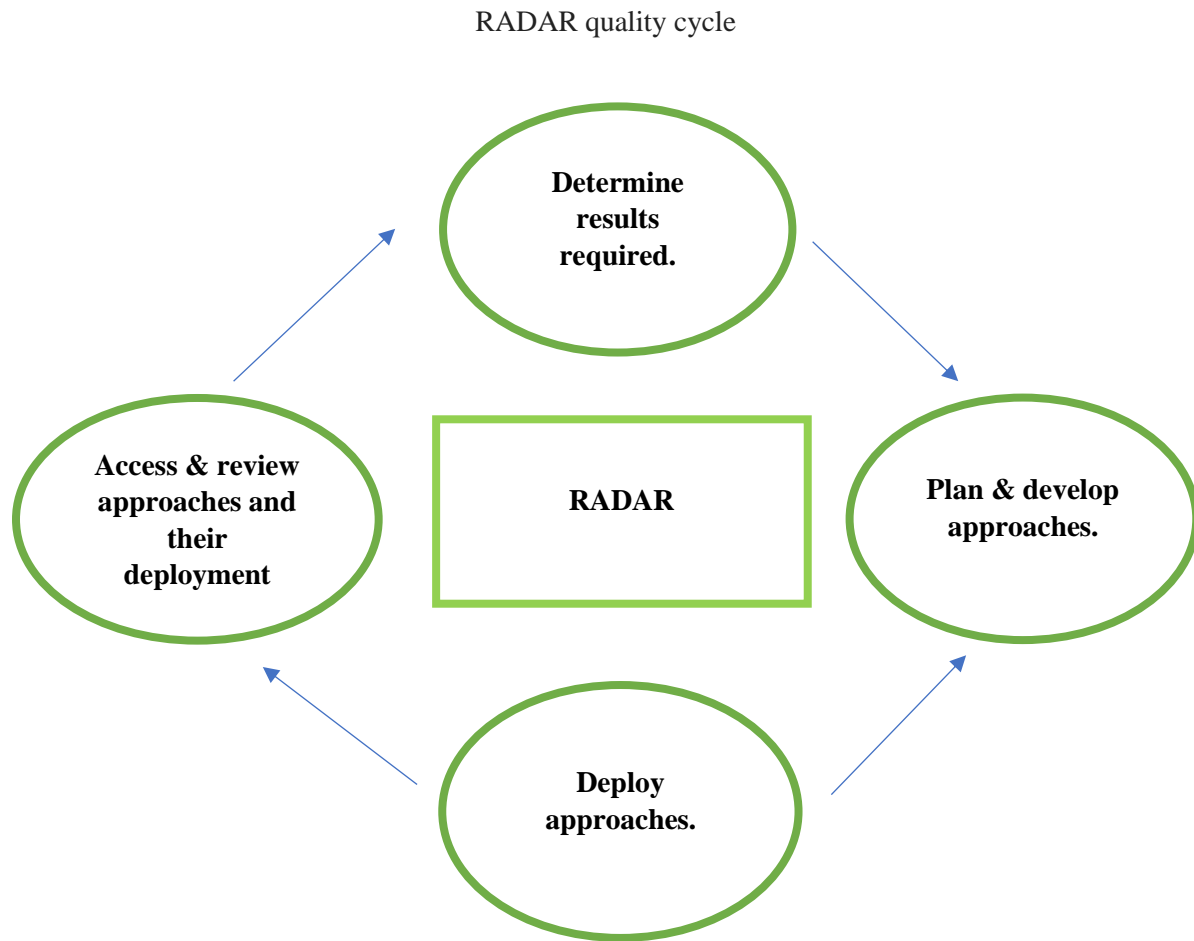 RADAR quality cycle
Determine
results
required.
Access & review
approaches and
their
deployment
RADAR
Plan & develop
approaches.
Deploy
approaches.